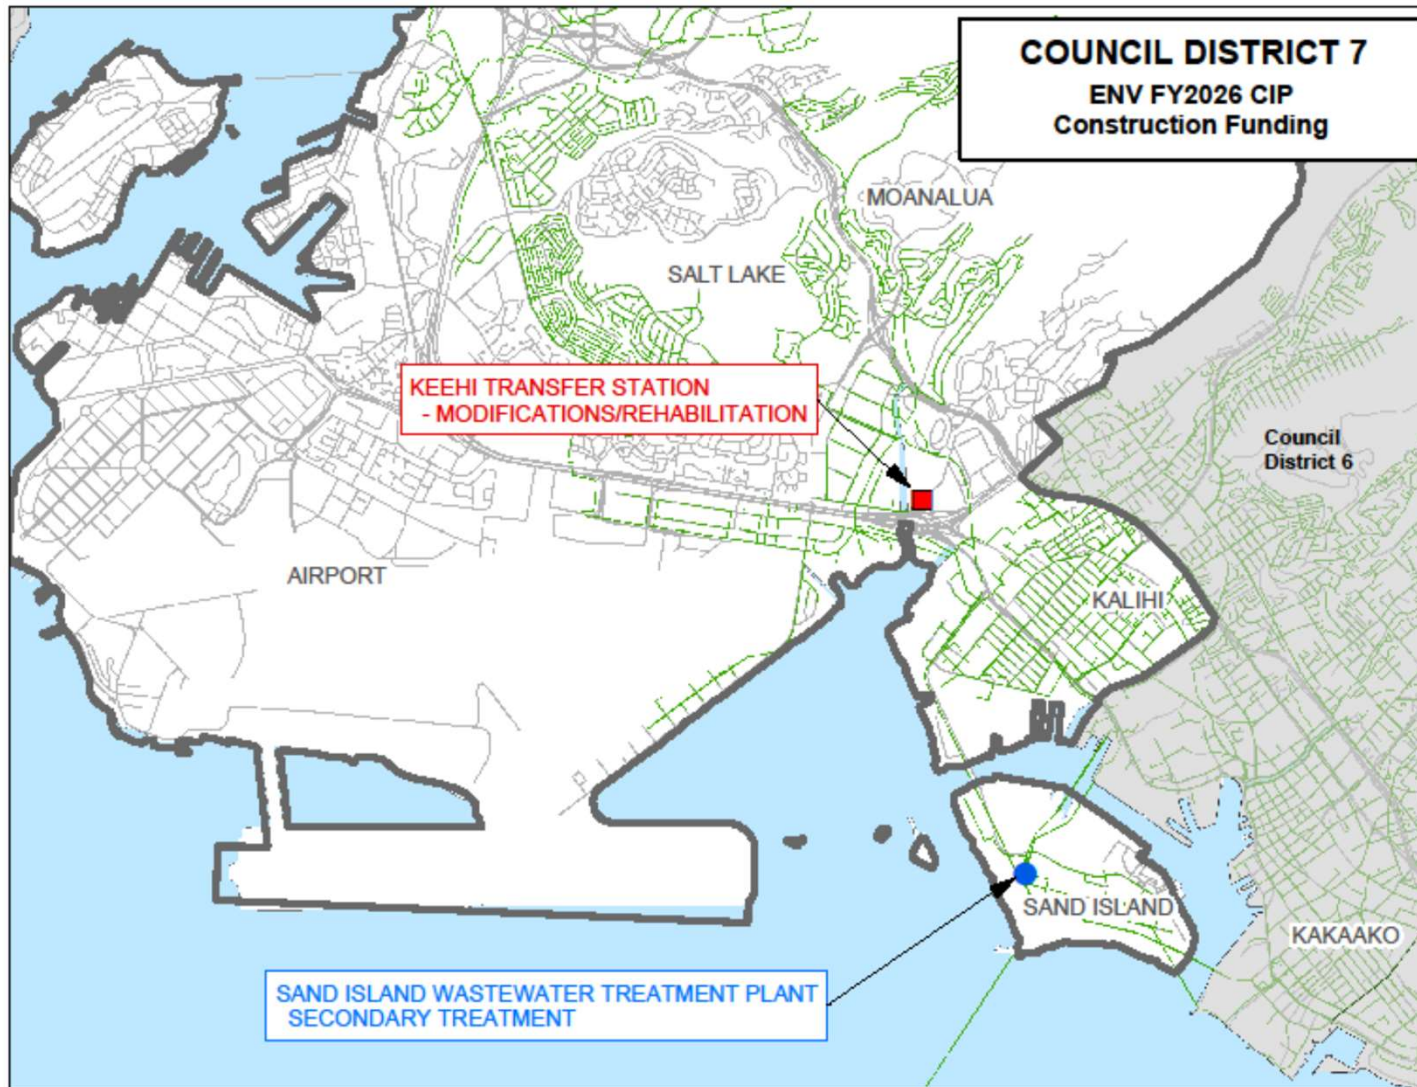 COUNCIL DISTRICT 7
ENV FY2026 CIP
Construction Funding
MOANALUA
SALT LAKE
KEEHI TRANSFER STATION
- MODIFICATIONS/REHABILITATION
Council
District 6
AIRPORT
KALIHI
SAND ISLAND
KAKAAKO
SAND ISLAND WASTEWATER TREATMENT PLANT
SECONDARY TREATMENT